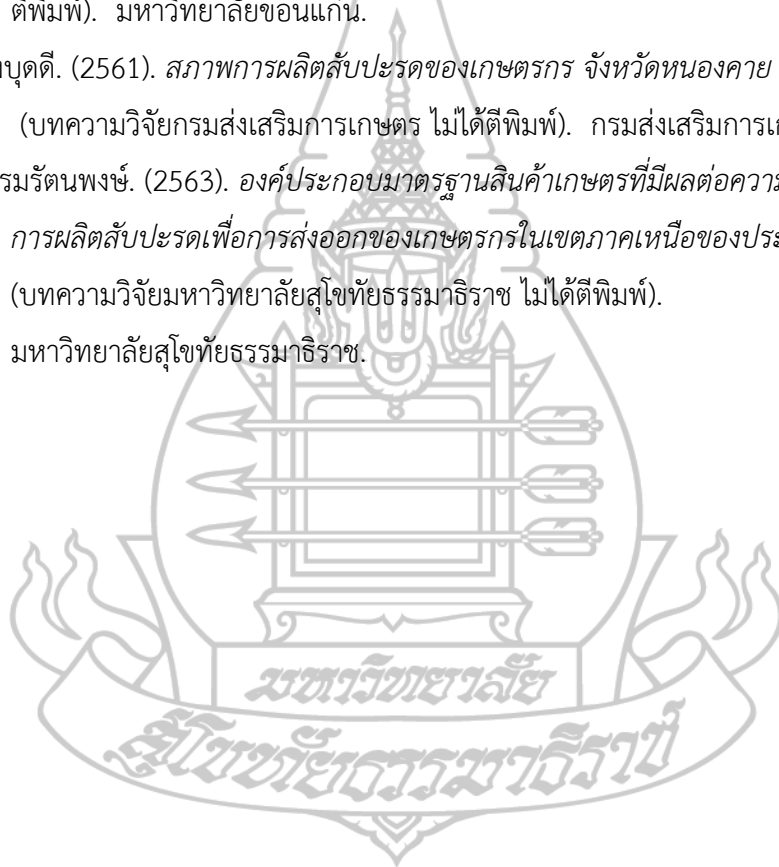 ตีพิมพ์). มหาวิทยาลัยขอนแก่น.
บุดดี. (2561). สภาพการผลิตสับปะรดของเกษตรกร จังหวัดหนองคาย
(บทความวิจัยกรมส่งเสริมการเกษตร ไม่ได้ตีพิมพ์). กรมส่งเสริมการเก
รมรัตนพงษ์. (2563). องค์ประกอบมาตรฐานสินค้าเกษตรที่มีผลต่อความ
การผลิตสับปะรดเพื่อการส่งออกของเกษตรกรในเขตภาคเหนือของประ
(บทความวิจัยมหาวิทยาลัยสุโขทัยธรรมาธิราช ไม่ได้ตีพิมพ์).
มหาวิทยาลัยสุโขทัยธรรมาธิราช.
มหาวิทยาลัย
สุโขทัยธรรมาธิราช